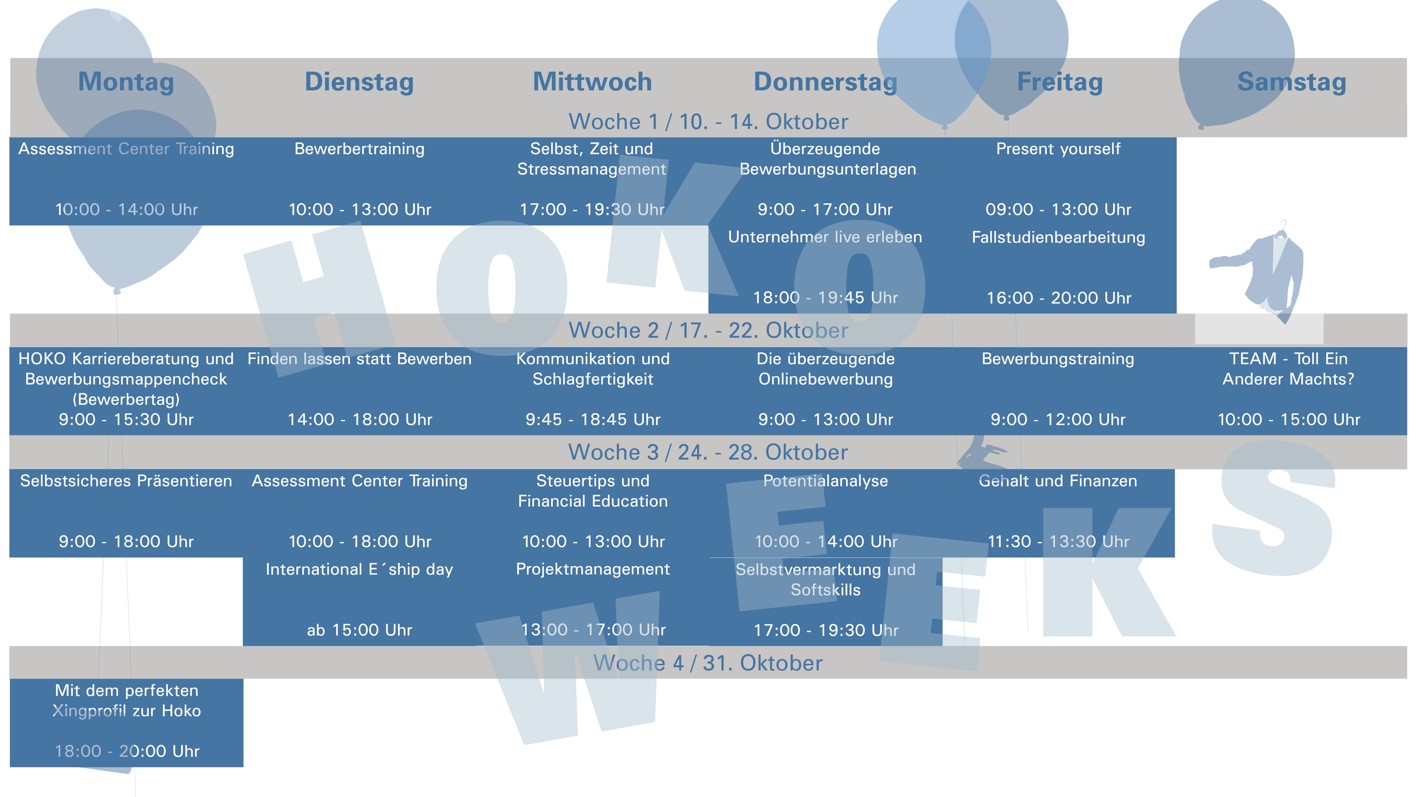 Montag Dienstag Mittwoch Donnerstag Freitag Samstag
Woche 1 / 10. - 14. Oktober
Assessment Center Training
10:00 - 14:00 Uhr
Bewerbertraining
10:00 - 13:00 Uhr
Selbst, Zeit und
Stressmanagement
17:00 - 19:30 Uhr
Überzeugende
Bewerbungsunterlagen
9:00 - 17:00 Uhr
Present yourself
09:00 - 13:00 Uhr
Unternehmer live erleben
18:00 - 19:45 Uhr
Fallstudienbearbeitung
16:00 - 20:00 Uhr
Woche 2 / 17. - 22. Oktober
HOKO Karriereberatung und
Bewerbungsmappencheck
(Bewerbertag)
9:00 - 15:30 Uhr
Finden lassen statt Bewerben
14:00 - 18:00 Uhr
Kommunikation und
Schlagfertigkeit
9:45 - 18:45 Uhr
Die überzeugende
Onlinebewerbung
9:00 - 13:00 Uhr
Bewerbungstraining
9:00 - 12:00 Uhr
TEAM - Toll Ein
Anderer Machts?
10:00 - 15:00 Uhr
Woche 3 / 24. - 28. Oktober
Selbstsicheres Präsentieren
9:00 - 18:00 Uhr
Assessment Center Training
10:00 - 18:00 Uhr
Steuertips und
Financial Education
10:00 - 13:00 Uhr
Potentialanalyse
10:00 - 14:00 Uhr
Gehalt und Finanzen
11:30 - 13:30 Uhr
International E´ship day
ab 15:00 Uhr
Projektmanagement
13:00 - 17:00 Uhr
Selbstvermarktung und
Softskills
17:00 - 19:30 Uhr
Woche 4 / 31. Oktober
Mit dem perfekten
Xingprofil zur Hoko
18:00 - 20:00 Uhr
HOKO
WEEKS